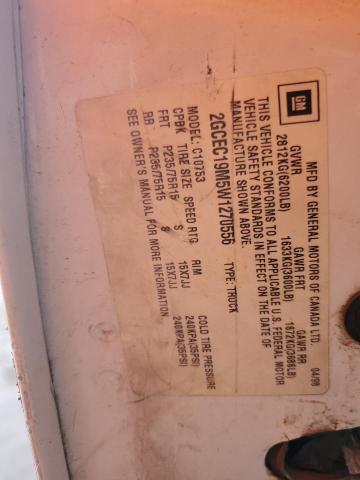 GM
MFD BY GENERAL MOTORS OF CANADA LTD.
04/98
GVWR GAWR FRT GAWR RR
2812KG(6200LB) 1633KG(3600LB) 1672KG(3686LB)
THIS VEHICLE CONFORMS TO ALL APPLICABLE U.S. FEDERAL MOTOR
VEHICLE SAFETY STANDARDS IN EFFECT ON THE DATE OF
MANUFACTURE SHOWN ABOVE.
2GCEC19M5W1270556 TYPE: TRUCK
MODEL: C10753
CPBK TIRE SIZE SPEED RTG RIM COLD TIRE PRESSURE
FRT P235/75R15 S 15X7JJ 240KPA(35PSI)
RR P235/75R15 S 15X7JJ 240KPA(35PSI)
SEE OWNER'S MANUAL FOR MORE INFORMATION